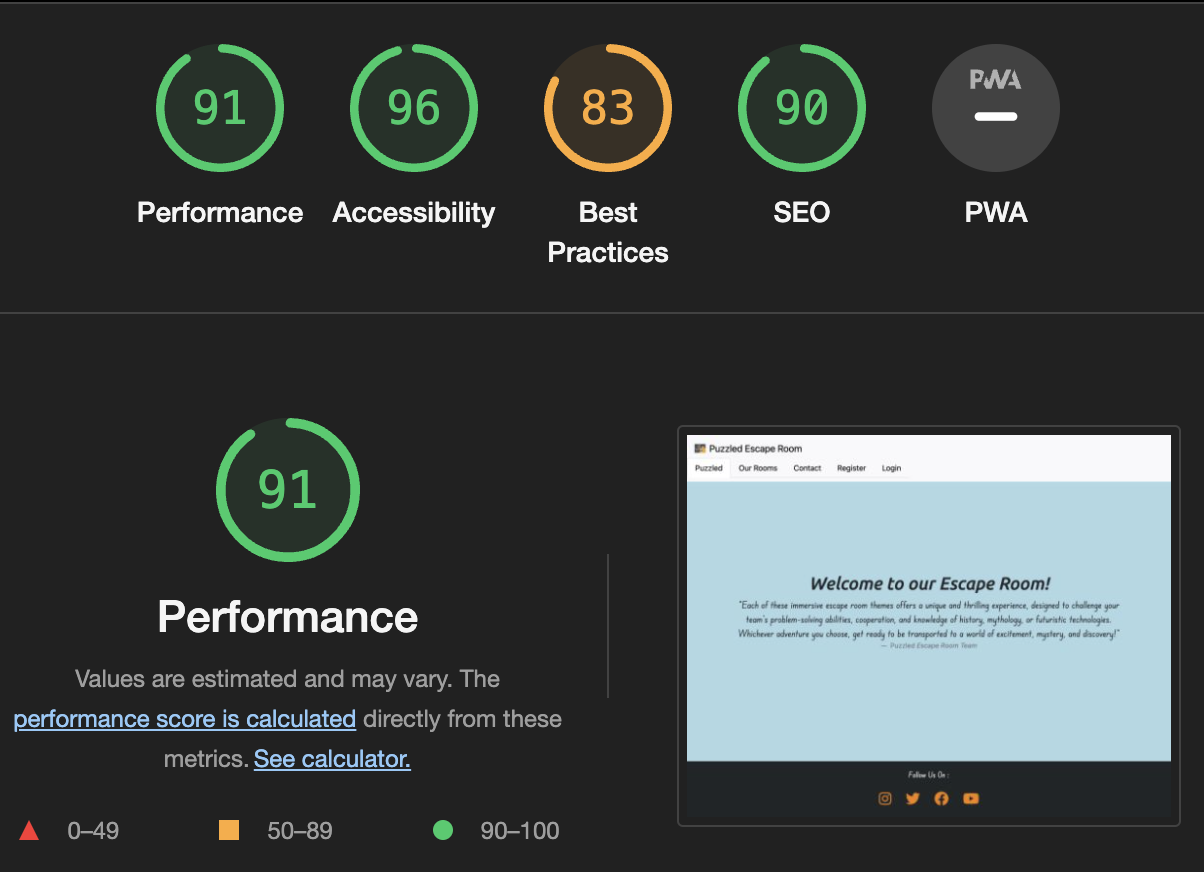 91
96
83
90
PWA
Performance
Accessibility
Best
Practices
SEO
PWA
91
Performance
Values are estimated and may vary. The
performance score is calculated directly from these
metrics. See calculator.
0–49
50–89
90–100
Puzzled Escape Room
Puzzled Our Rooms Contact Register Login
Welcome to our Escape Room!
"Each of these immersive escape room themes offers a unique and thrilling experience, designed to challenge your
team's problem-solving abilities, cooperation, and knowledge of history, mythology, or futuristic technologies.
Whichever adventure you choose, get ready to be transported to a world of excitement, mystery, and discovery!"
— Puzzled Escape Room Team
Follow Us On :